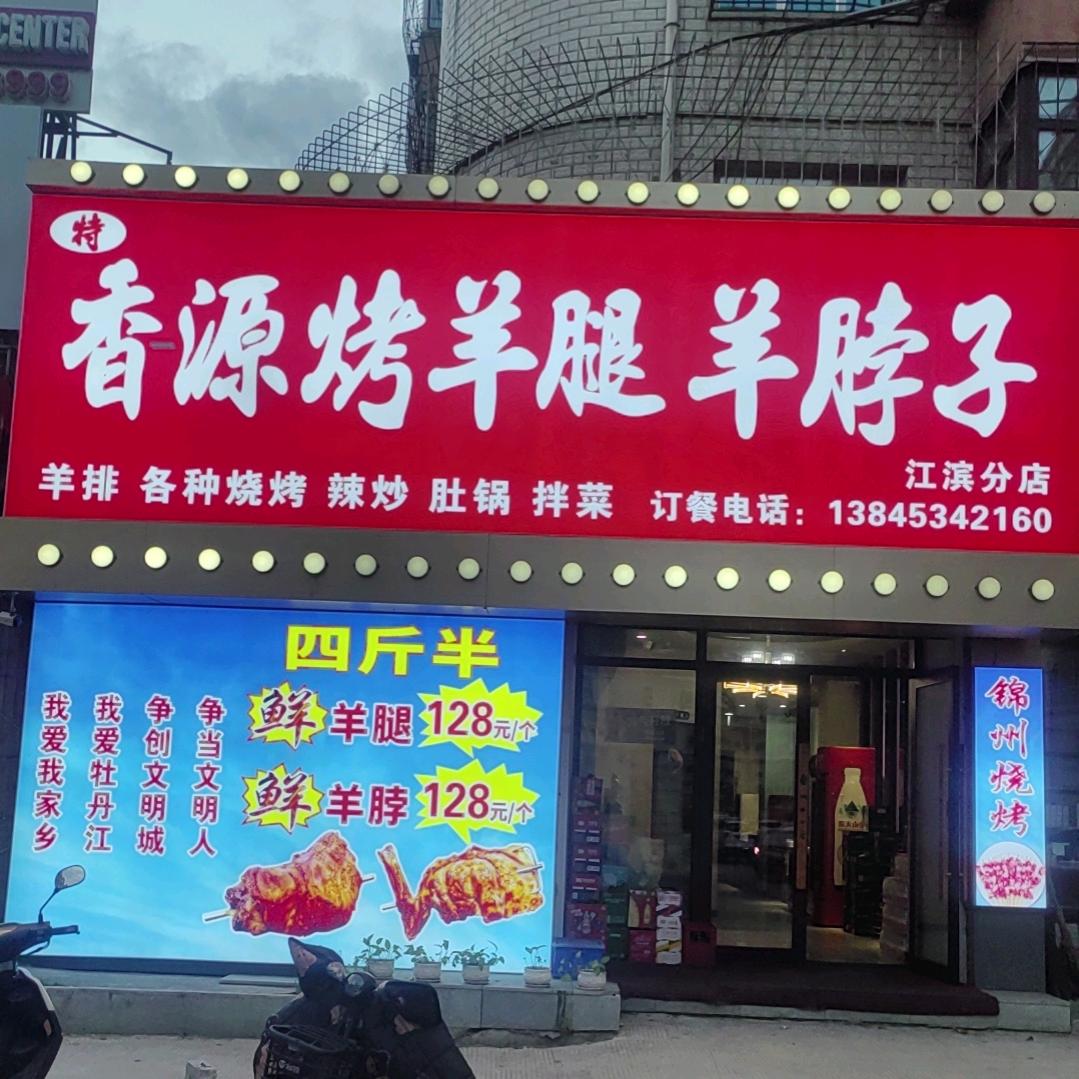 CENTER
999
特
香源烤羊腿 羊脖子
江滨分店
羊排 各种烧烤 辣炒 肚锅 拌菜 订餐电话：13845342160
四斤半
鲜羊腿128元/个
鲜羊脖128元/个
我爱我家乡
我爱牡丹江
争创文明城
争当文明人
锦州烧烤